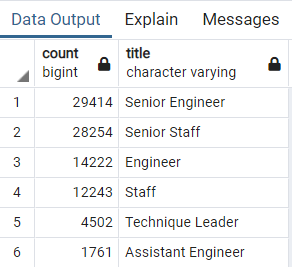 Data Output Explain Messages
count title
bigint character varying
1 29414 Senior Engineer
2 28254 Senior Staff
3 14222 Engineer
4 12243 Staff
5 4502 Technique Leader
6 1761 Assistant Engineer